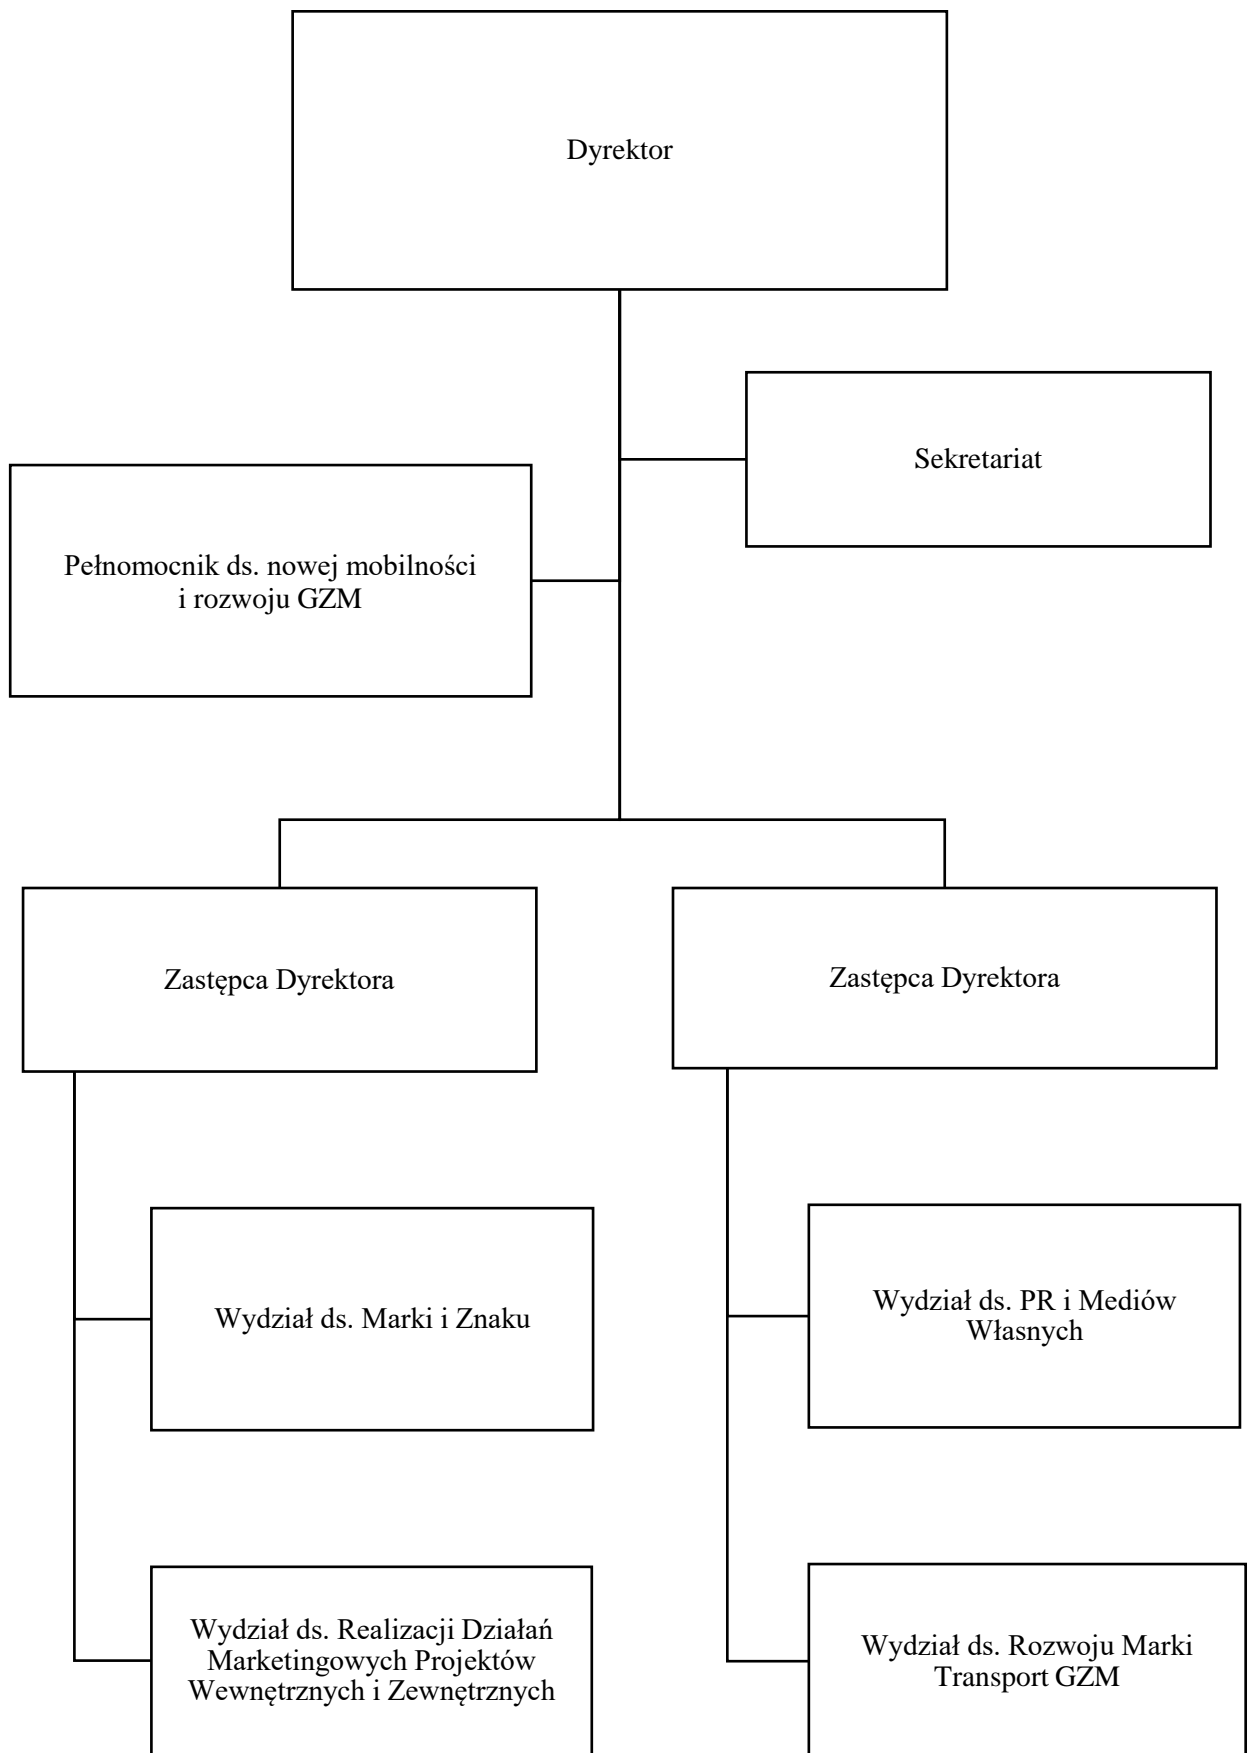 Dyrektor
Sekretariat
Pełnomocnik ds. nowej mobilności
i rozwoju GZM
Zastępca Dyrektora
Zastępca Dyrektora
Wydział ds. Marki i Znaku
Wydział ds. PR i Mediów
Własnych
Wydział ds. Realizacji Działań
Marketingowych Projektów
Wewnętrznych i Zewnętrznych
Wydział ds. Rozwoju Marki
Transport GZM